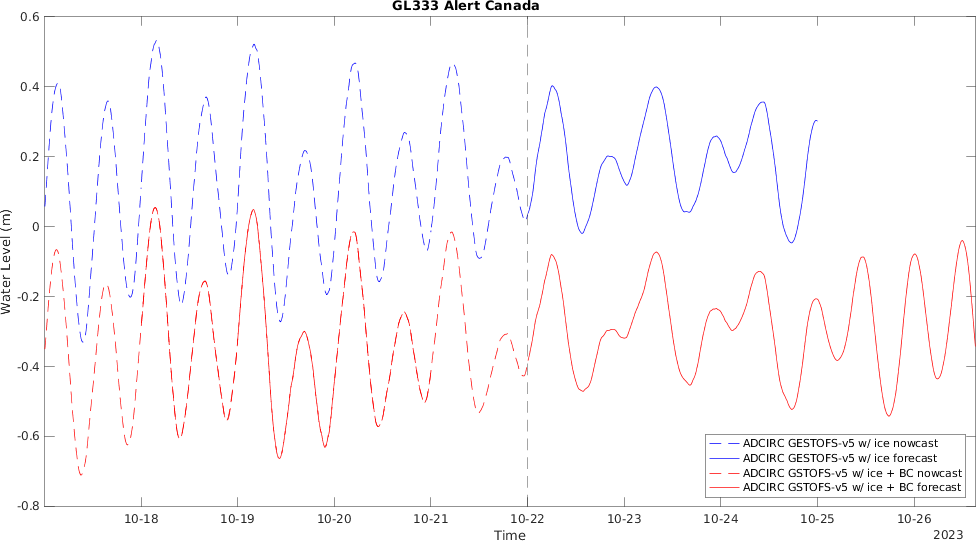 GL333 Alert Canada
0.6
0.4
0.2
0
-0.2
-0.4
-0.6
-0.8
Water Level (m)
ADCIRC GESTOFS-v5 w/ ice nowcast
ADCIRC GESTOFS-v5 w/ ice forecast
ADCIRC GSTOFS-v5 w/ ice + BC nowcast
ADCIRC GSTOFS-v5 w/ ice + BC forecast
10-18 10-19 10-20 10-21 10-22 10-23 10-24 10-25 10-26
Time
2023